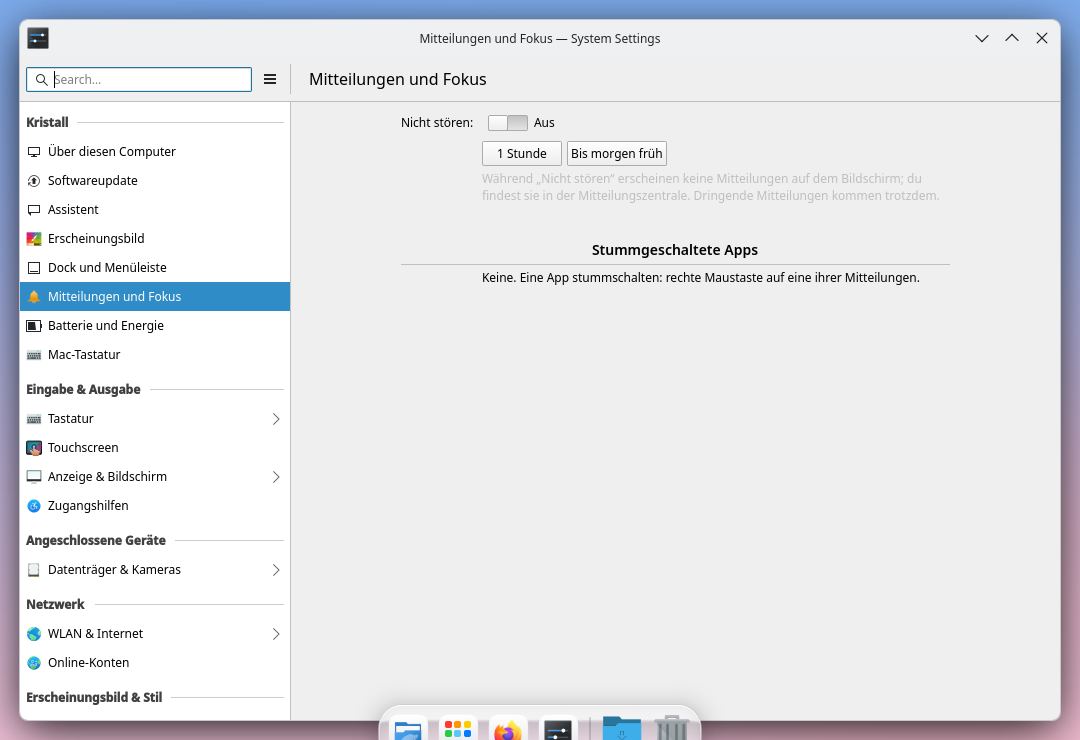 Mitteilungen und Fokus — System Settings
Search...
Mitteilungen und Fokus
Kristall
Über diesen Computer
Softwareupdate
Assistent
Erscheinungsbild
Dock und Menüleiste
Mitteilungen und Fokus
Batterie und Energie
Mac-Tastatur
Eingabe & Ausgabe
Tastatur
Touchscreen
Anzeige & Bildschirm
Zugangshilfen
Angeschlossene Geräte
Datenträger & Kameras
Netzwerk
WLAN & Internet
Online-Konten
Erscheinungsbild & Stil
Nicht stören: Aus
1 Stunde Bis morgen früh
Während „Nicht stören“ erscheinen keine Mitteilungen auf dem Bildschirm; du
findest sie in der Mitteilungszentrale. Dringende Mitteilungen kommen trotzdem.
Stummgeschaltete Apps
Keine. Eine App stummschalten: rechte Maustaste auf eine ihrer Mitteilungen.